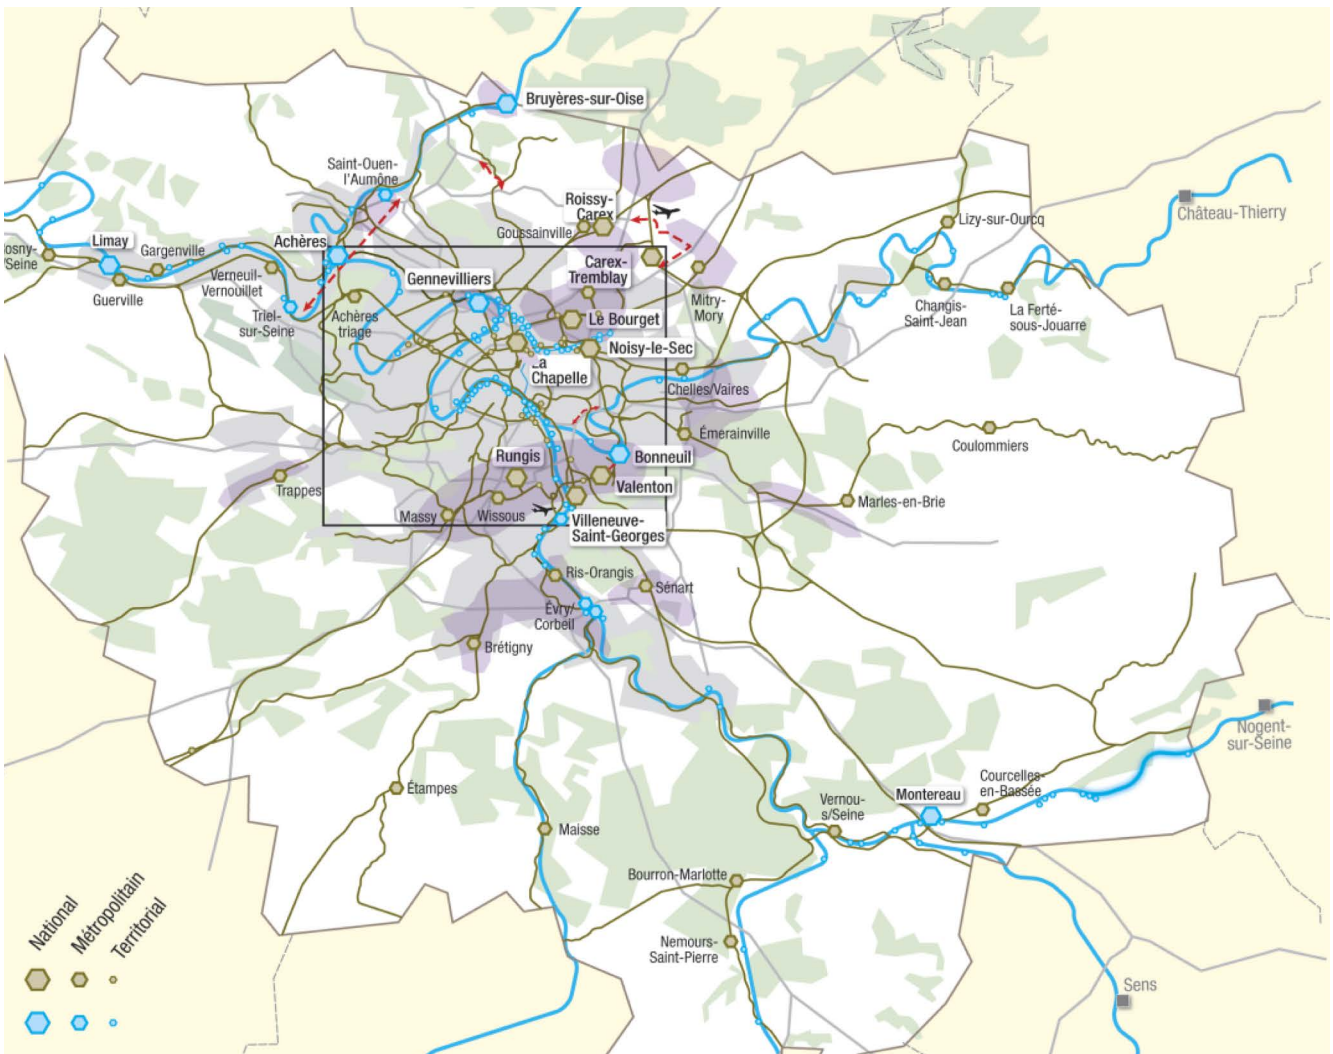 Bruyères-sur-Oise
Saint-Ouen-
l'Aumône
Roissy-
Carex
Goussainville
Lizy-sur-Ourcq
Château-Thierry
Limay
Gargenville
Achères
/Seine
Guerville
Verneuil-
Vernouillet
Gennevilliers
Carex-
Tremblay
Mitry-
Mory
Triel-
sur-Seine
Achères
triage
Le Bourget
Changis-
Saint-Jean
La Ferté-
sous-Jouarre
Noisy-le-Sec
La
Chapelle
Chelles/Vaires
Émerainville
Coulommiers
Rungis
Bonneuil
Trappes
Valenton
Marles-en-Brie
Massy
Wissous
Villeneuve-
Saint-Georges
Ris-Orangis
Sénart
Évry/
Corbeil
Brétigny
Nogent-
sur-Seine
Étampes
Maisse
Vernou-
s/Seine
Montereau
Courcelles-
en-Bassée
Bourron-Marlotte
Nemours-
Saint-Pierre
Sens
National
Métropolitain
Territorial